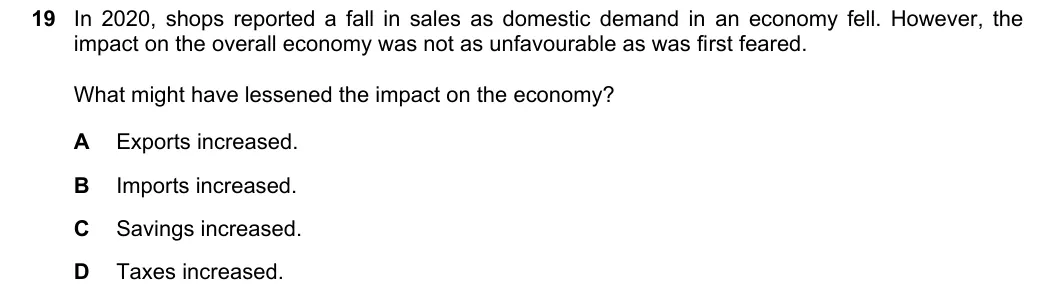 19 In 2020, shops reported a fall in sales as domestic demand in an economy fell. However, the
impact on the overall economy was not as unfavourable as was first feared.
What might have lessened the impact on the economy?
A Exports increased.
B Imports increased.
C Savings increased.
D Taxes increased.